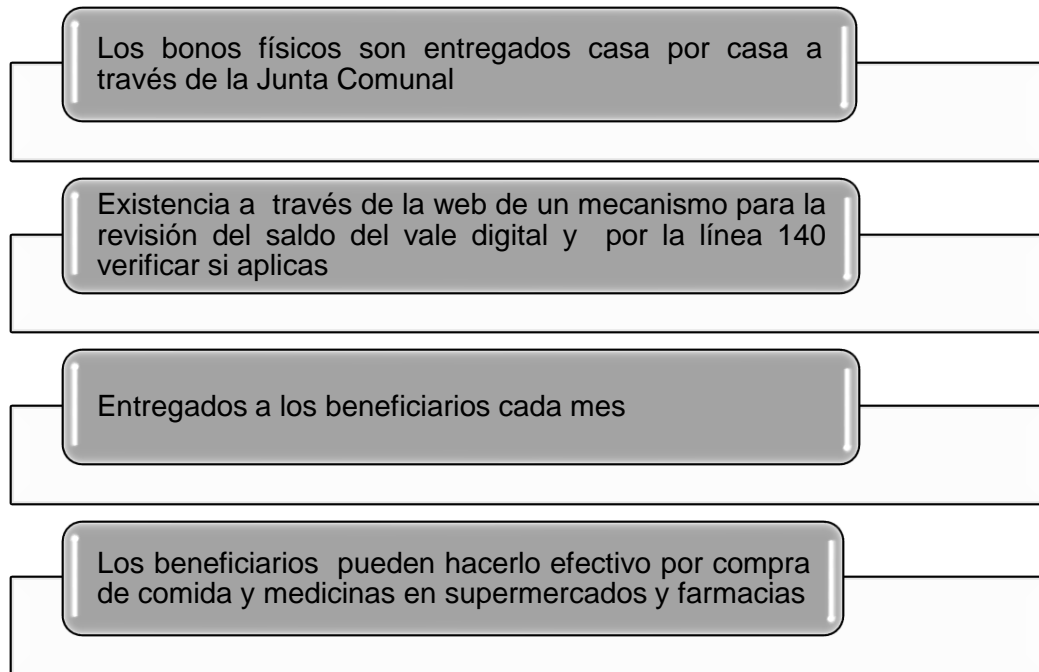 Los bonos físicos son entregados casa por casa a
través de la Junta Comunal
Existencia a través de la web de un mecanismo para la
revisión del saldo del vale digital y por la línea 140
verificar si aplicas
Entregados a los beneficiarios cada mes
Los beneficiarios pueden hacerlo efectivo por compra
de comida y medicinas en supermercados y farmacias